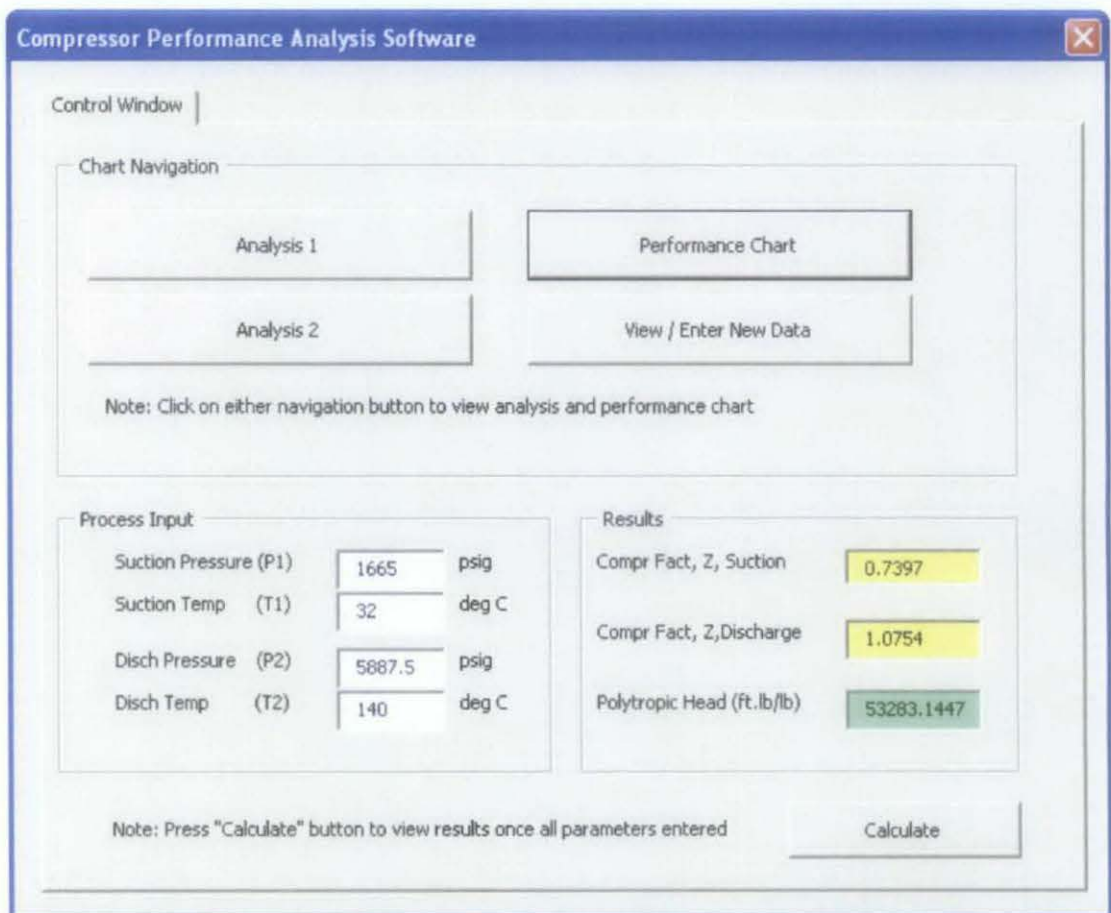 Compressor Performance Analysis Software
Control Window
Chart Navigation
Analysis 1
Performance Chart
Analysis 2
View / Enter New Data
Note: Click on either navigation button to view analysis and performance chart
Process Input
Suction Pressure (P1) 1665 psig
Suction Temp (T1) 32 deg C
Disch Pressure (P2) 5887.5 psig
Disch Temp (T2) 140 deg C
Results
Compr Fact, Z, Suction 0.7397
Compr Fact, Z,Discharge 1.0754
Polytropic Head (ft.lb/lb) 53283.1447
Note: Press "Calculate" button to view results once all parameters entered
Calculate